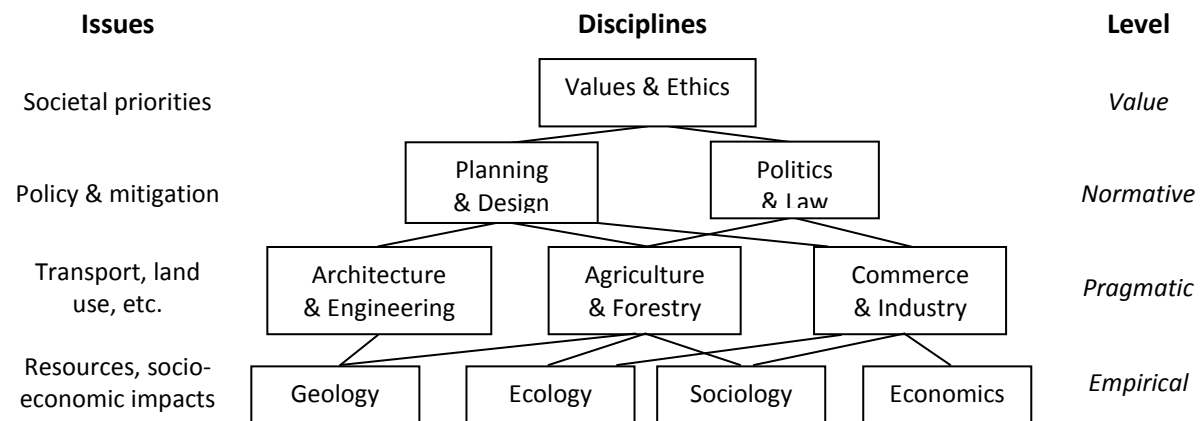 Issues Disciplines Level
Societal priorities Values & Ethics Value
Policy & mitigation Planning
& Design Politics
& Law Normative
Transport, land
use, etc. Architecture
& Engineering Agriculture
& Forestry Commerce
& Industry Pragmatic
Resources, socio-
economic impacts Geology Ecology Sociology Economics Empirical